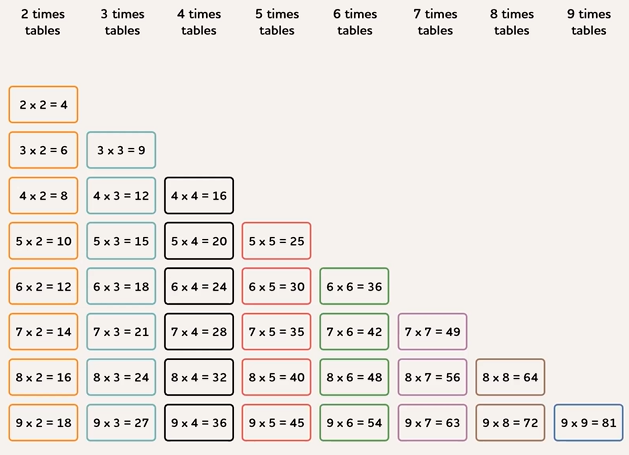 2 times tables
3 times tables
4 times tables
5 times tables
6 times tables
7 times tables
8 times tables
9 times tables
2 x 2 = 4
3 x 2 = 6
3 x 3 = 9
4 x 2 = 8
4 x 3 = 12
4 x 4 = 16
5 x 2 = 10
5 x 3 = 15
5 x 4 = 20
5 x 5 = 25
6 x 2 = 12
6 x 3 = 18
6 x 4 = 24
6 x 5 = 30
6 x 6 = 36
7 x 2 = 14
7 x 3 = 21
7 x 4 = 28
7 x 5 = 35
7 x 6 = 42
7 x 7 = 49
8 x 2 = 16
8 x 3 = 24
8 x 4 = 32
8 x 5 = 40
8 x 6 = 48
8 x 7 = 56
8 x 8 = 64
9 x 2 = 18
9 x 3 = 27
9 x 4 = 36
9 x 5 = 45
9 x 6 = 54
9 x 7 = 63
9 x 8 = 72
9 x 9 = 81